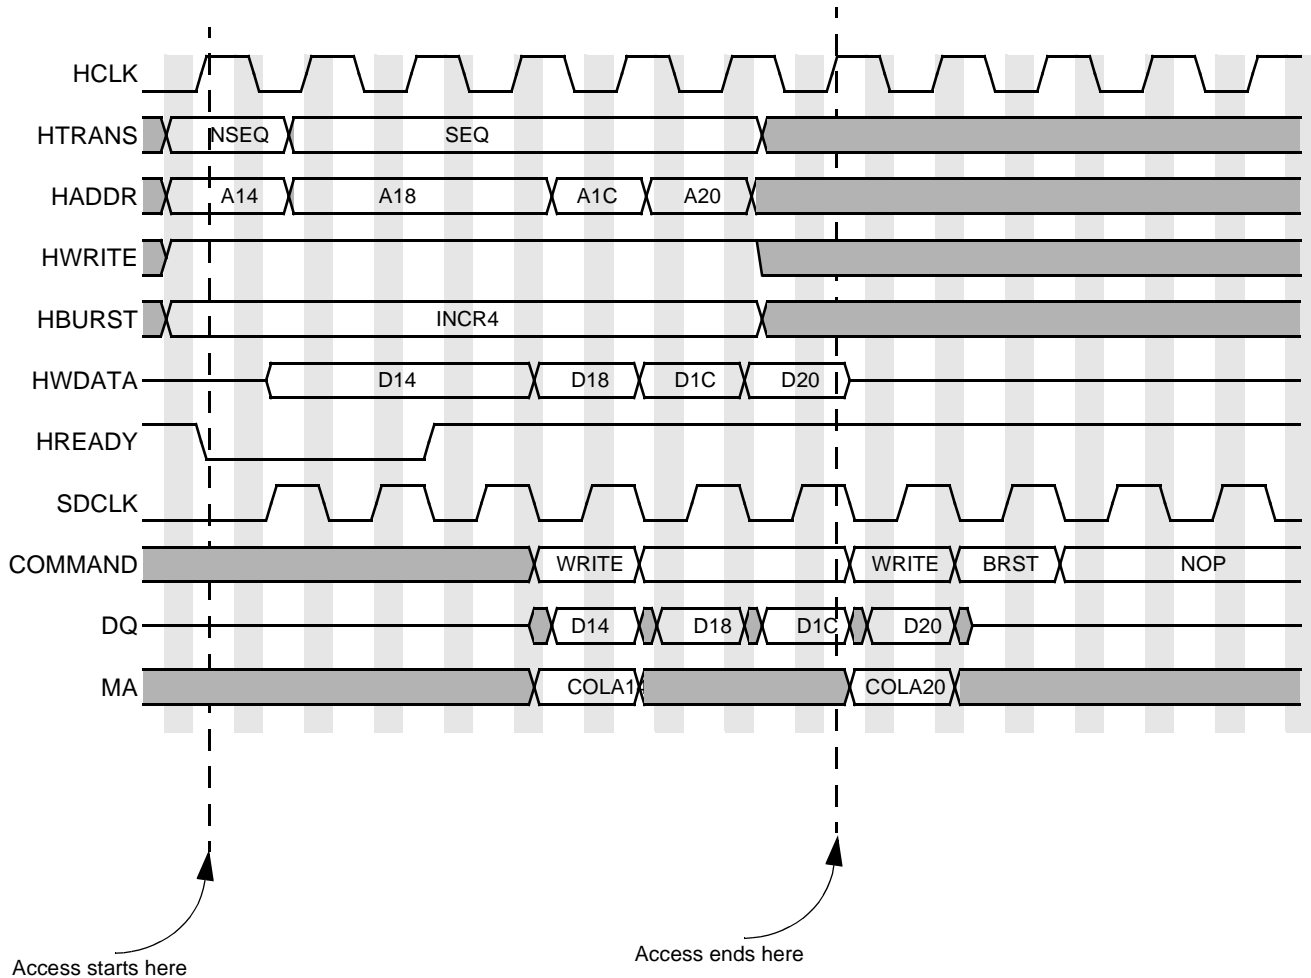 HCLK
HTRANS NSEQ SEQ
HADDR A14 A18 A1C A20
HWRITE
HBURST INCR4
HWDATA D14 D18 D1C D20
HREADY
SDCLK
COMMAND WRITE WRITE BRST NOP
DQ D14 D18 D1C D20
MA COLA14 COLA20
Access ends here
Access starts here